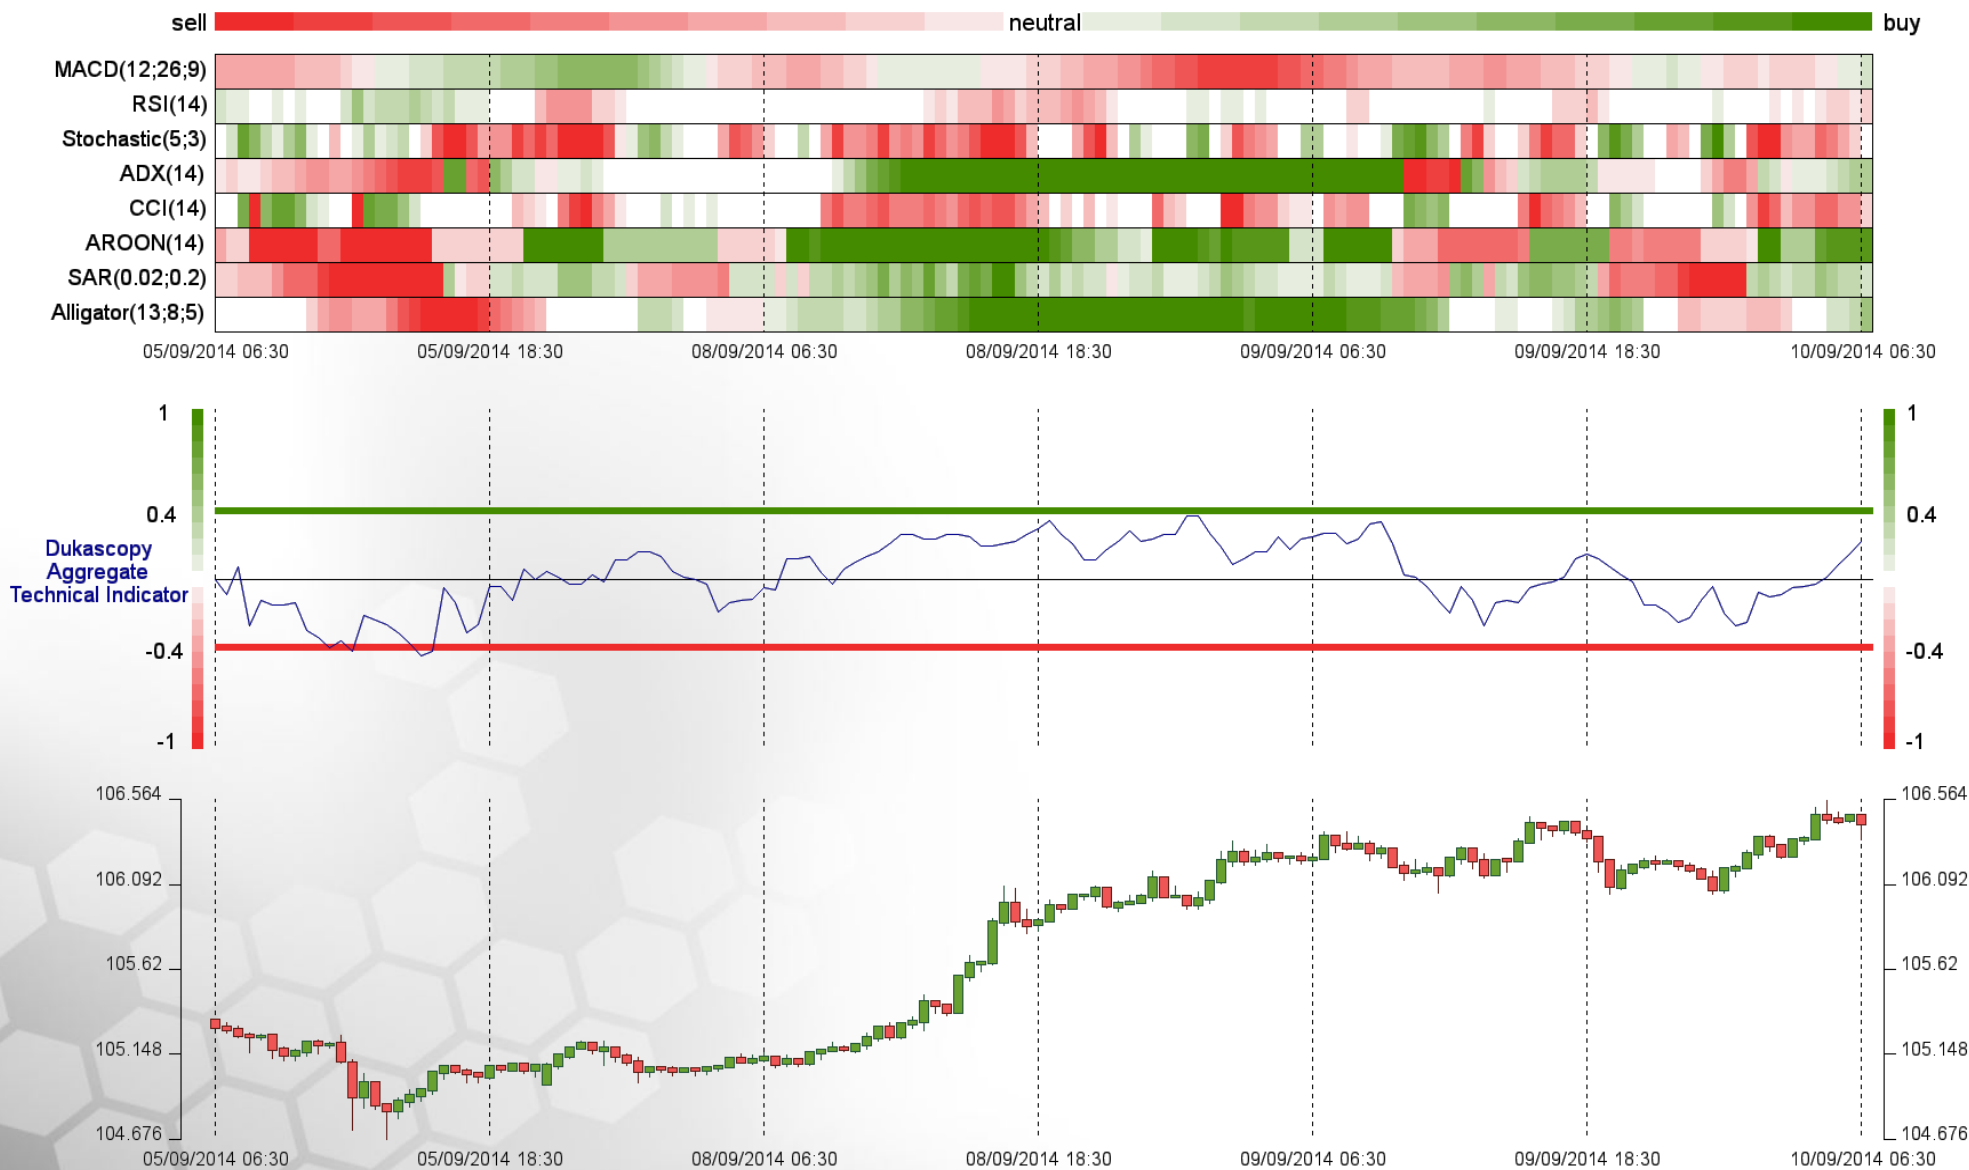 sell neutral buy
MACD(12;26;9)
RSI(14)
Stochastic(5;3)
ADX(14)
CCI(14)
AROON(14)
SAR(0.02;0.2)
Alligator(13;8;5)
05/09/2014 06:30 05/09/2014 18:30 08/09/2014 06:30 08/09/2014 18:30 09/09/2014 06:30 09/09/2014 18:30 10/09/2014 06:30
1 1
0.4 0.4
Dukascopy
Aggregate
Technical Indicator
-0.4 -0.4
-1 -1
106.564 106.564
106.092 106.092
105.62 105.62
105.148 105.148
104.676 104.676
05/09/2014 06:30 05/09/2014 18:30 08/09/2014 06:30 08/09/2014 18:30 09/09/2014 06:30 09/09/2014 18:30 10/09/2014 06:30